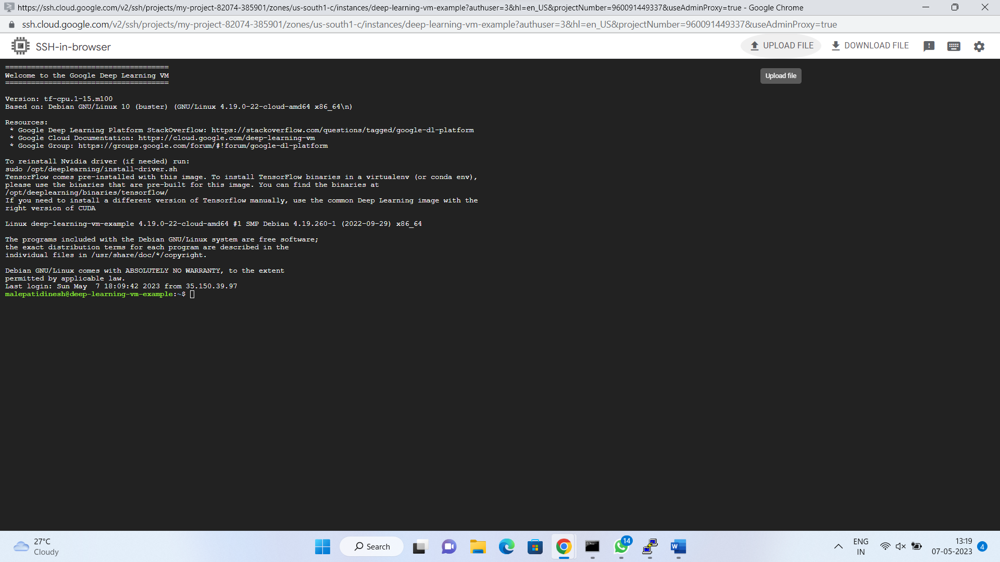 https://ssh.cloud.google.com/v2/ssh/projects/my-project-82074-385901/zones/us-south1-c/instances/deep-learning-vm-example?authuser=3&hl=en_US&projectNumber=960091449337&useAdminProxy=true - Google Chrome
ssh.cloud.google.com/v2/ssh/projects/my-project-82074-385901/zones/us-south1-c/instances/deep-learning-vm-example?authuser=3&hl=en_US&projectNumber=960091449337&useAdminProxy=true
SSH-in-browser
UPLOAD FILE
DOWNLOAD FILE
Upload file
======================================
Welcome to the Google Deep Learning VM
======================================
Version: tf-cpu.1-15.m100
Based on: Debian GNU/Linux 10 (buster) (GNU/Linux 4.19.0-22-cloud-amd64 x86_64\n)
Resources:
* Google Deep Learning Platform StackOverflow: https://stackoverflow.com/questions/tagged/google-dl-platform
* Google Cloud Documentation: https://cloud.google.com/deep-learning-vm
* Google Group: https://groups.google.com/forum/#!forum/google-dl-platform
To reinstall Nvidia driver (if needed) run:
sudo /opt/deeplearning/install-driver.sh
TensorFlow comes pre-installed with this image. To install TensorFlow binaries in a virtualenv (or conda env),
please use the binaries that are pre-built for this image. You can find the binaries at
/opt/deeplearning/binaries/tensorflow/
If you need to install a different version of Tensorflow manually, use the common Deep Learning image with the
right version of CUDA
Linux deep-learning-vm-example 4.19.0-22-cloud-amd64 #1 SMP Debian 4.19.260-1 (2022-09-29) x86_64
The programs included with the Debian GNU/Linux system are free software;
the exact distribution terms for each program are described in the
individual files in /usr/share/doc/*/copyright.
Debian GNU/Linux comes with ABSOLUTELY NO WARRANTY, to the extent
permitted by applicable law.
Last login: Sun May  7 18:09:42 2023 from 35.150.39.97
malepatidinesh@deep-learning-vm-example:~$
27°C
Cloudy
Search
14
ENG
IN
13:19
07-05-2023
4